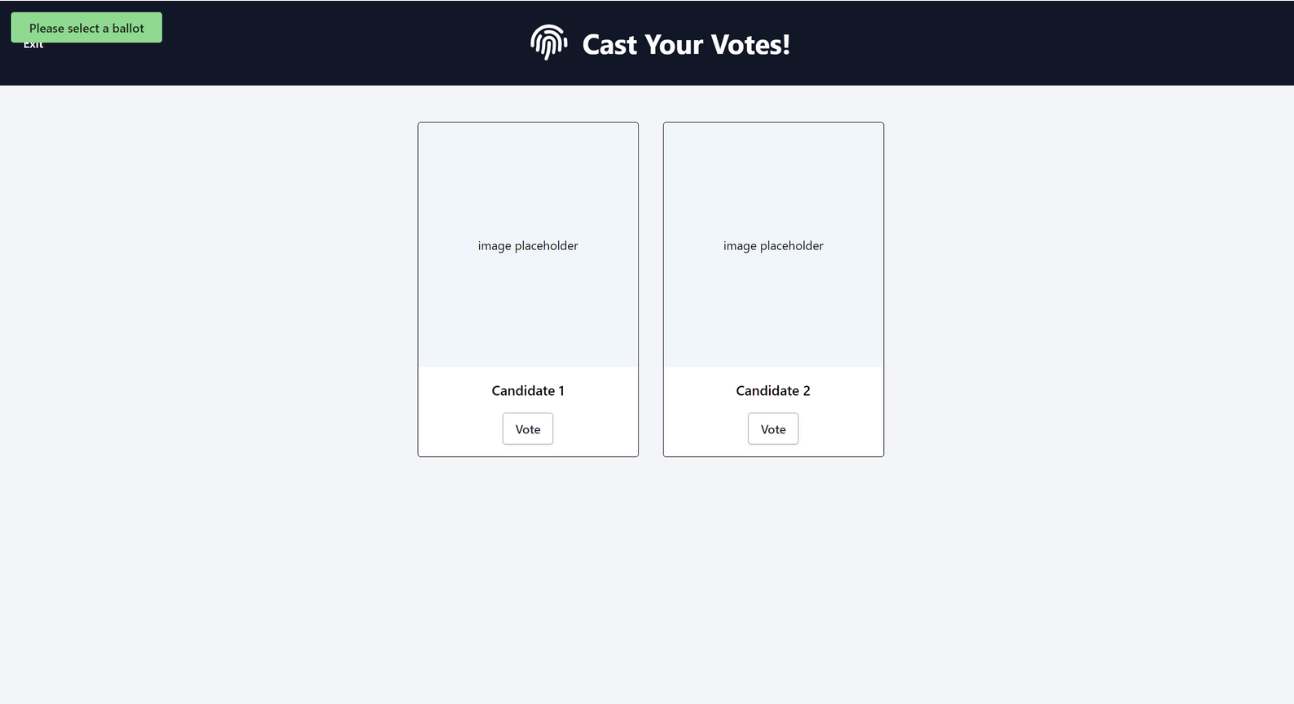 Please select a ballot
Exit
Cast Your Votes!
image placeholder
image placeholder
Candidate 1
Candidate 2
Vote
Vote